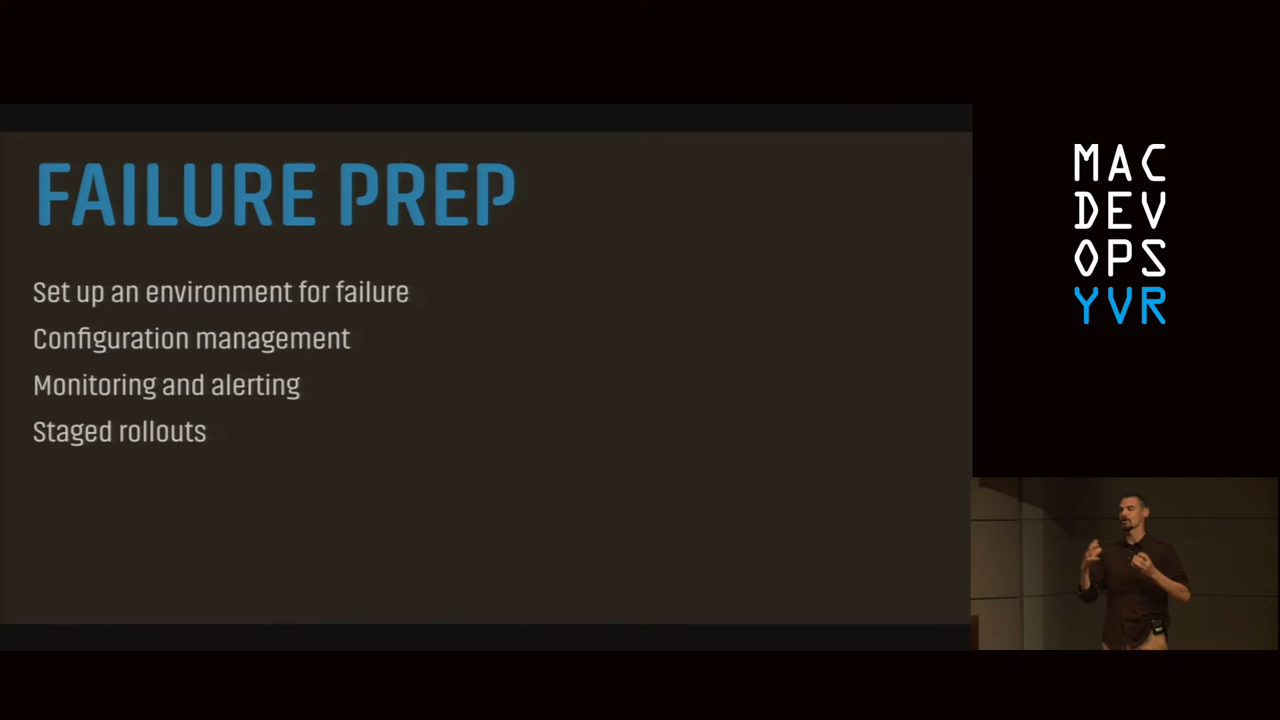 FAILURE PREP
Set up an environment for failure
Configuration management
Monitoring and alerting
Staged rollouts
MAC
DEV
OPS
YVR